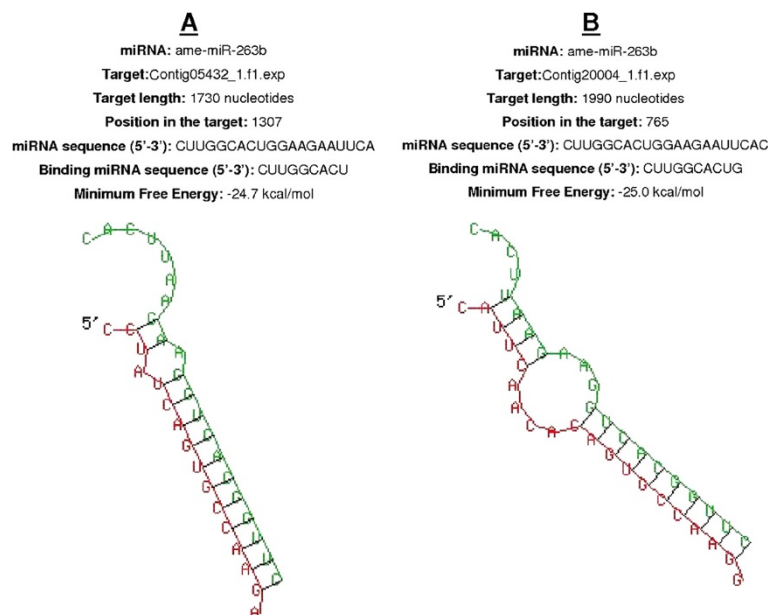 A
miRNA: ame-miR-263b
Target:Contig05432_1.f1.exp
Target length: 1730 nucleotides
Position in the target: 1307
miRNA sequence (5'-3'): CUUGGCACUGGAAGAAUUCA
Binding miRNA sequence (5'-3'): CUUGGCACU
Minimum Free Energy: -24.7 kcal/mol
5'
B
miRNA: ame-miR-263b
Target:Contig20004_1.f1.exp
Target length: 1990 nucleotides
Position in the target: 765
miRNA sequence (5'-3'): CUUGGCACUGGAAGAAUUCAC
Binding miRNA sequence (5'-3'): CUUGGCACUG
Minimum Free Energy: -25.0 kcal/mol
5'